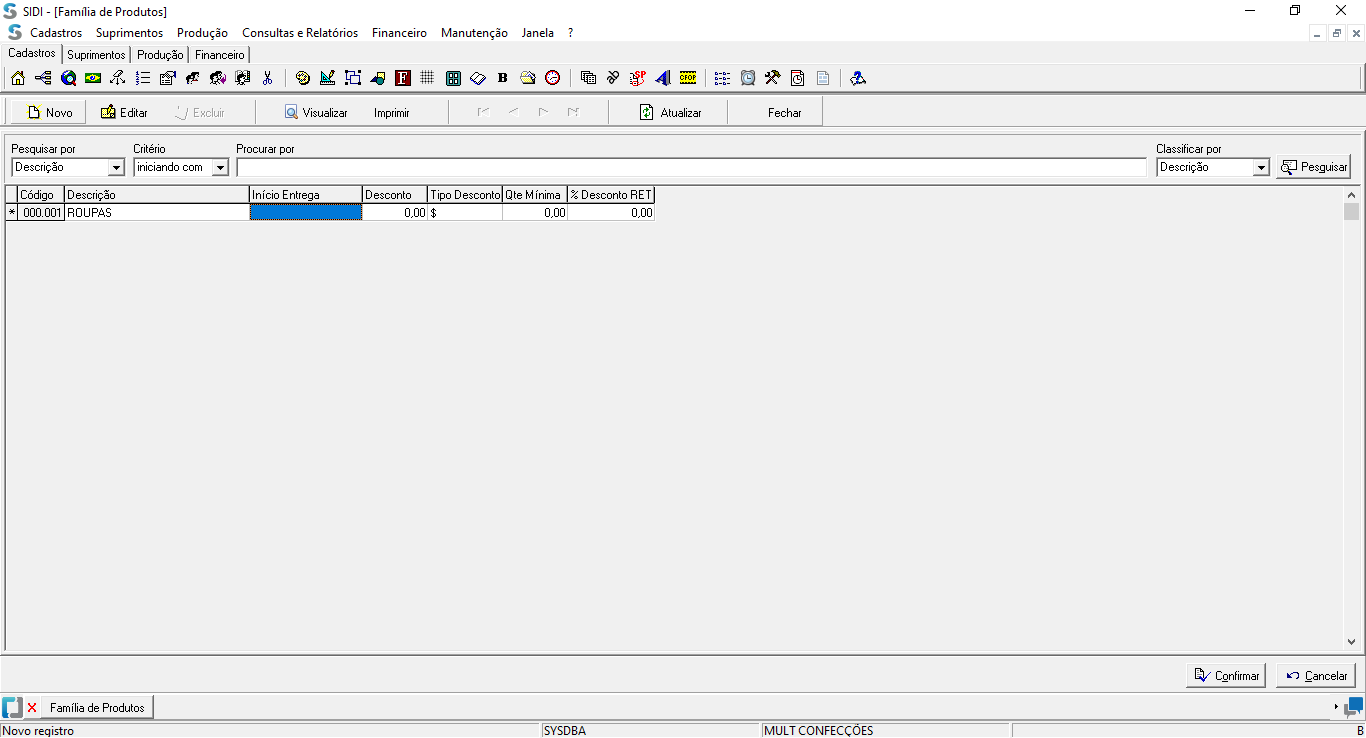 SIDI - [Família de Produtos]
Cadastros Suprimentos Produção Consultas e Relatórios Financeiro Manutenção Janela ?
Cadastros Suprimentos Produção Financeiro
F B SP CFOP
Novo Editar Excluir Visualizar Imprimir Atualizar Fechar
Pesquisar por Critério Procurar por Classificar por
Descrição iniciando com Descrição Pesquisar
Código Descrição Início Entrega Desconto Tipo Desconto Qte Mínima % Desconto RET
* 000.001 ROUPAS 0,00 $ 0,00 0,00
Confirmar Cancelar
Família de Produtos
Novo registro SYSDBA MULT CONFECÇÕES B